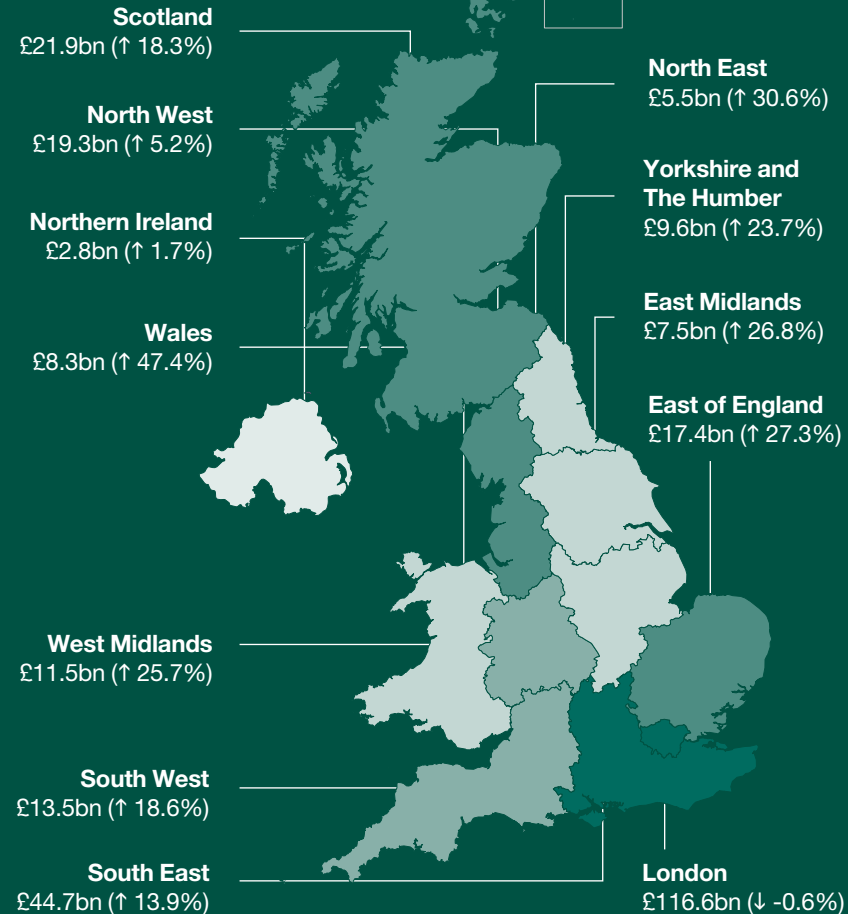 Scotland
£21.9bn (↑ 18.3%)
North West
£19.3bn (↑ 5.2%)
Northern Ireland
£2.8bn (↑ 1.7%)
Wales
£8.3bn (↑ 47.4%)
West Midlands
£11.5bn (↑ 25.7%)
South West
£13.5bn (↑ 18.6%)
South East
£44.7bn (↑ 13.9%)
North East
£5.5bn (↑ 30.6%)
Yorkshire and
The Humber
£9.6bn (↑ 23.7%)
East Midlands
£7.5bn (↑ 26.8%)
East of England
£17.4bn (↑ 27.3%)
London
£116.6bn (↓ -0.6%)